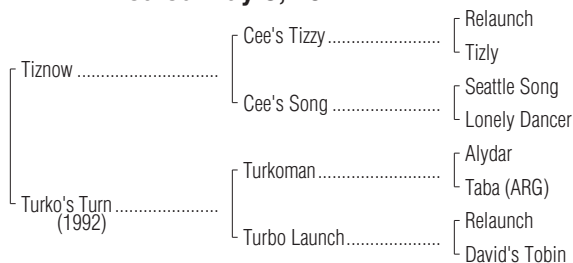 Relaunch
Cee's Tizzy ........................
Tizly
Tiznow ..............................
Seattle Song
Cee's Song ........................
Lonely Dancer
Alydar
Turkoman ...........................
Taba (ARG)
Turko's Turn ......................
(1992)
Relaunch
Turbo Launch....................
David's Tobin